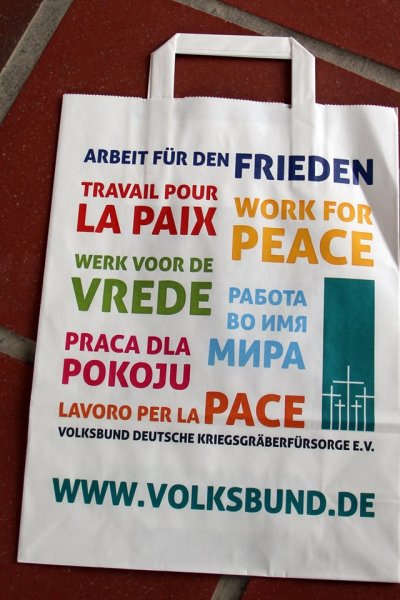 ARBEIT FÜR DEN FRIEDEN
TRAVAIL POUR
LA PAIX
WORK FOR
PEACE
WERK VOOR DE
VREDE
РАБОТА
ВО ИМЯ
МИРА
PRACA DLA
POKOJU
LAVORO PER LA PACE
VOLKSBUND DEUTSCHE KRIEGSGRÄBERFÜRSORGE E.V.
WWW.VOLKSBUND.DE